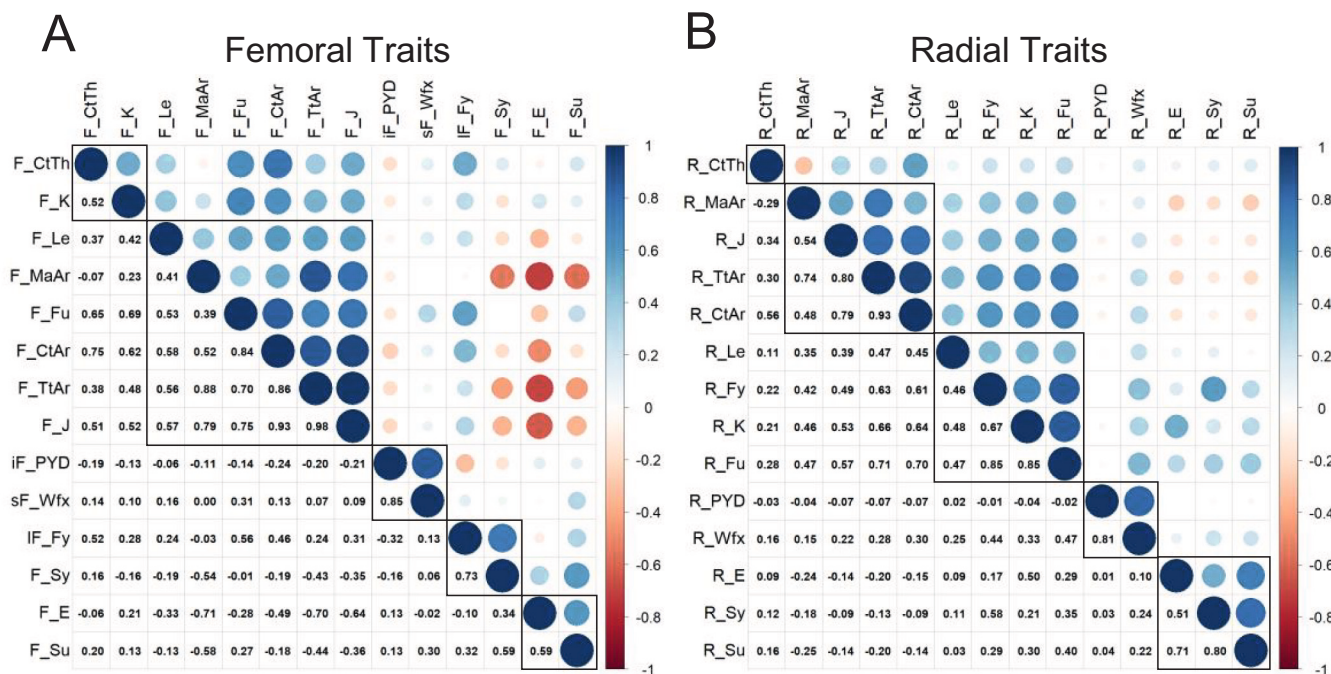 A
Femoral Traits
F_CtTh F_K F_Le F_MaAr F_Fu F_CtAr F_TtAr F_J iF_PYD sF_Wfx lF_Fy F_Sy F_E F_Su
F_CtTh
F_K 0.52
F_Le 0.37 0.42
F_MaAr -0.07 0.23 0.41
F_Fu 0.65 0.69 0.53 0.39
F_CtAr 0.75 0.62 0.58 0.52 0.84
F_TtAr 0.38 0.48 0.56 0.88 0.70 0.86
F_J 0.51 0.52 0.57 0.79 0.75 0.93 0.98
iF_PYD -0.19 -0.13 -0.06 -0.11 -0.14 -0.24 -0.20 -0.21
sF_Wfx 0.14 0.10 0.16 0.00 0.31 0.13 0.07 0.09 0.85
lF_Fy 0.52 0.28 0.24 -0.03 0.56 0.46 0.24 0.31 -0.32 0.13
F_Sy 0.16 -0.16 -0.19 -0.54 -0.01 -0.19 -0.43 -0.35 -0.16 0.06 0.73
F_E -0.06 0.21 -0.33 -0.71 -0.28 -0.49 -0.70 -0.64 0.13 -0.02 -0.10 0.34
F_Su 0.20 0.13 -0.13 -0.58 0.27 -0.18 -0.44 -0.36 0.13 0.30 0.32 0.59 0.59
1
0.8
0.6
0.4
0.2
0
-0.2
-0.4
-0.6
-0.8
-1
B
Radial Traits
R_CtTh R_MaAr R_J R_TtAr R_CtAr R_Le R_Fy R_K R_Fu R_PYD R_Wfx R_E R_Sy R_Su
R_CtTh
R_MaAr -0.29
R_J 0.34 0.54
R_TtAr 0.30 0.74 0.80
R_CtAr 0.56 0.48 0.79 0.93
R_Le 0.11 0.35 0.39 0.47 0.45
R_Fy 0.22 0.42 0.49 0.63 0.61 0.46
R_K 0.21 0.46 0.53 0.66 0.64 0.48 0.67
R_Fu 0.28 0.47 0.57 0.71 0.70 0.47 0.85 0.85
R_PYD -0.03 -0.04 -0.07 -0.07 -0.07 0.02 -0.01 -0.04 -0.02
R_Wfx 0.16 0.15 0.22 0.28 0.30 0.25 0.44 0.33 0.47 0.81
R_E 0.09 -0.24 -0.14 -0.20 -0.15 0.09 0.17 0.50 0.29 0.01 0.10
R_Sy 0.12 -0.18 -0.09 -0.13 -0.09 0.11 0.58 0.21 0.35 0.03 0.24 0.51
R_Su 0.16 -0.25 -0.14 -0.20 -0.14 0.03 0.29 0.30 0.40 0.04 0.22 0.71 0.80
1
0.8
0.6
0.4
0.2
0
-0.2
-0.4
-0.6
-0.8
-1